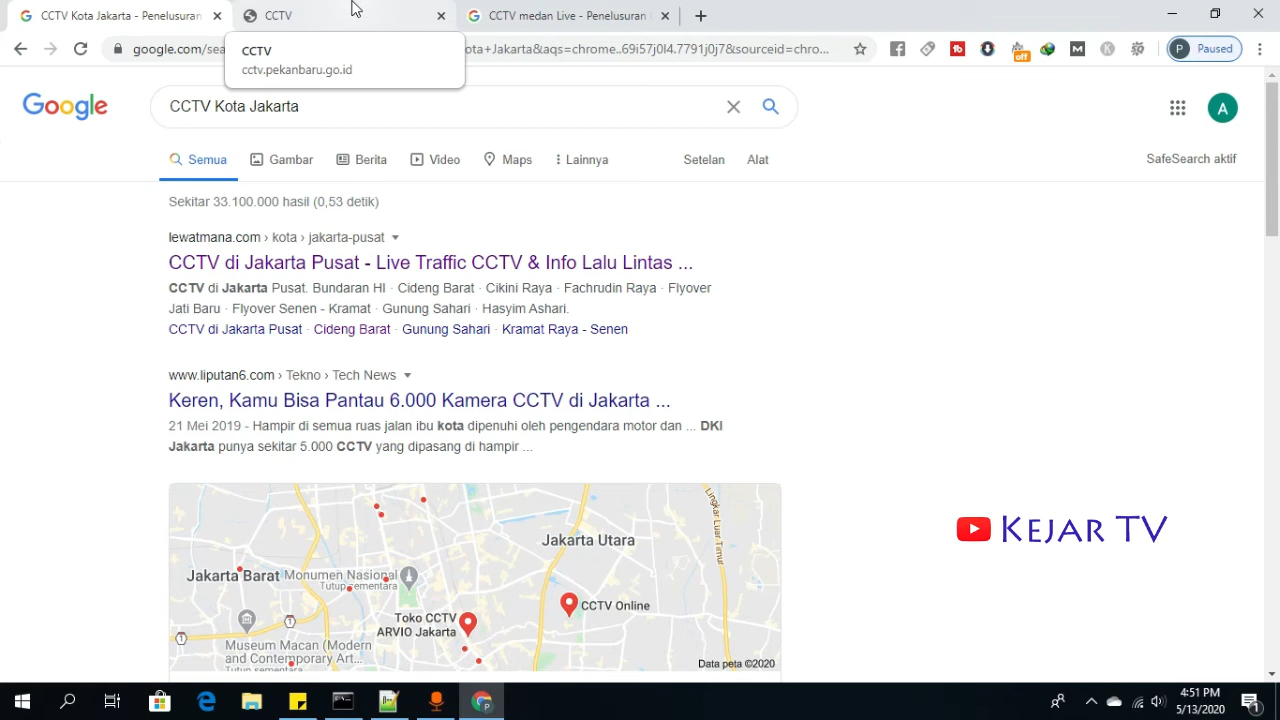 CCTV Kota Jakarta - Penelusuran
CCTV
CCTV medan Live - Penelusuran
google.com/sea
ota+Jakarta&aqs=chrome..69i57j0l4.7791j0j7&sourceid=chro...
off
P Paused
CCTV
cctv.pekanbaru.go.id
Google
CCTV Kota Jakarta
A
Semua Gambar Berita Video Maps Lainnya Setelan Alat
SafeSearch aktif
Sekitar 33.100.000 hasil (0,53 detik)
lewatmana.com › kota › jakarta-pusat
CCTV di Jakarta Pusat - Live Traffic CCTV & Info Lalu Lintas ...
CCTV di Jakarta Pusat. Bundaran HI · Cideng Barat · Cikini Raya · Fachrudin Raya · Flyover
Jati Baru · Flyover Senen - Kramat · Gunung Sahari · Hasyim Ashari.
CCTV di Jakarta Pusat · Cideng Barat · Gunung Sahari · Kramat Raya - Senen
www.liputan6.com › Tekno › Tech News
Keren, Kamu Bisa Pantau 6.000 Kamera CCTV di Jakarta ...
21 Mei 2019 - Hampir di semua ruas jalan ibu kota dipenuhi oleh pengendara motor dan ... DKI
Jakarta punya sekitar 5.000 CCTV yang dipasang di hampir ...
Lingkar Luar Timur
Jakarta Utara
Jakarta Barat
Monumen Nasional
Tutup sementara
CCTV Online
Toko CCTV
ARVIO Jakarta
Museum Macan (Modern
and Contemporary Art...
Tutup sementara
Data peta ©2020
Kejar TV
4:51 PM
5/13/2020
1